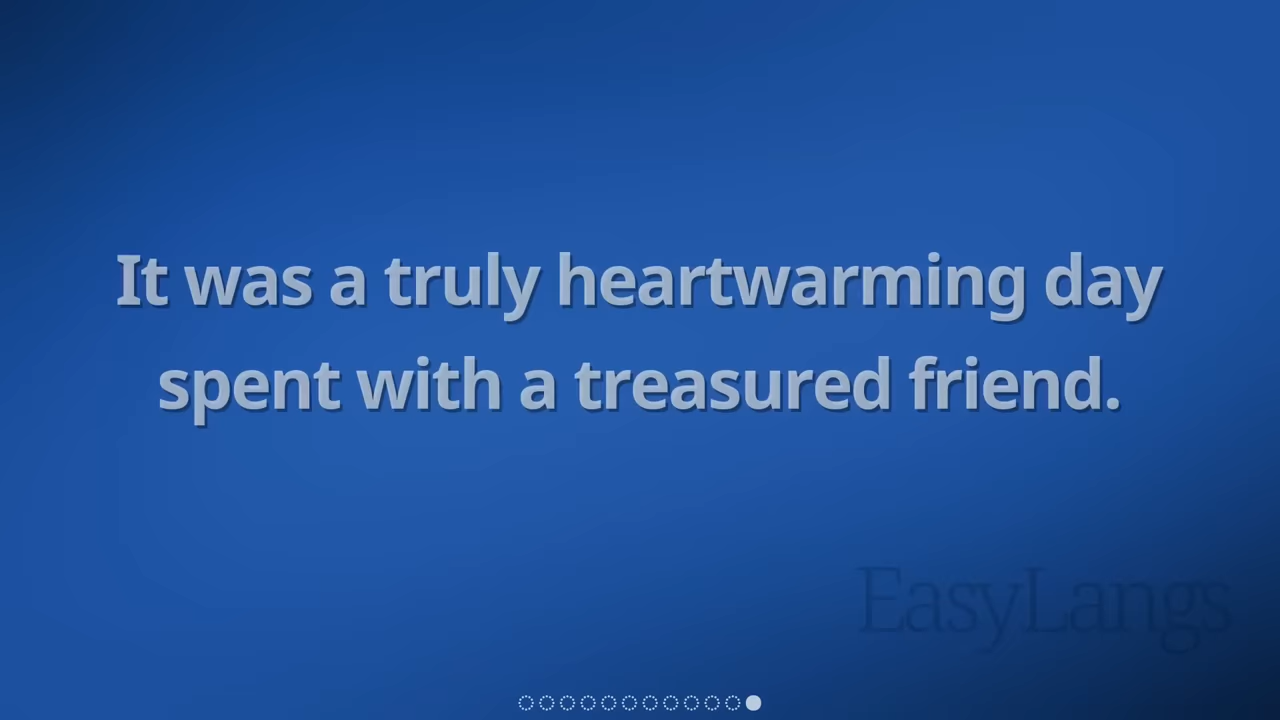 It was a truly heartwarming day
spent with a treasured friend.
EasyLangs